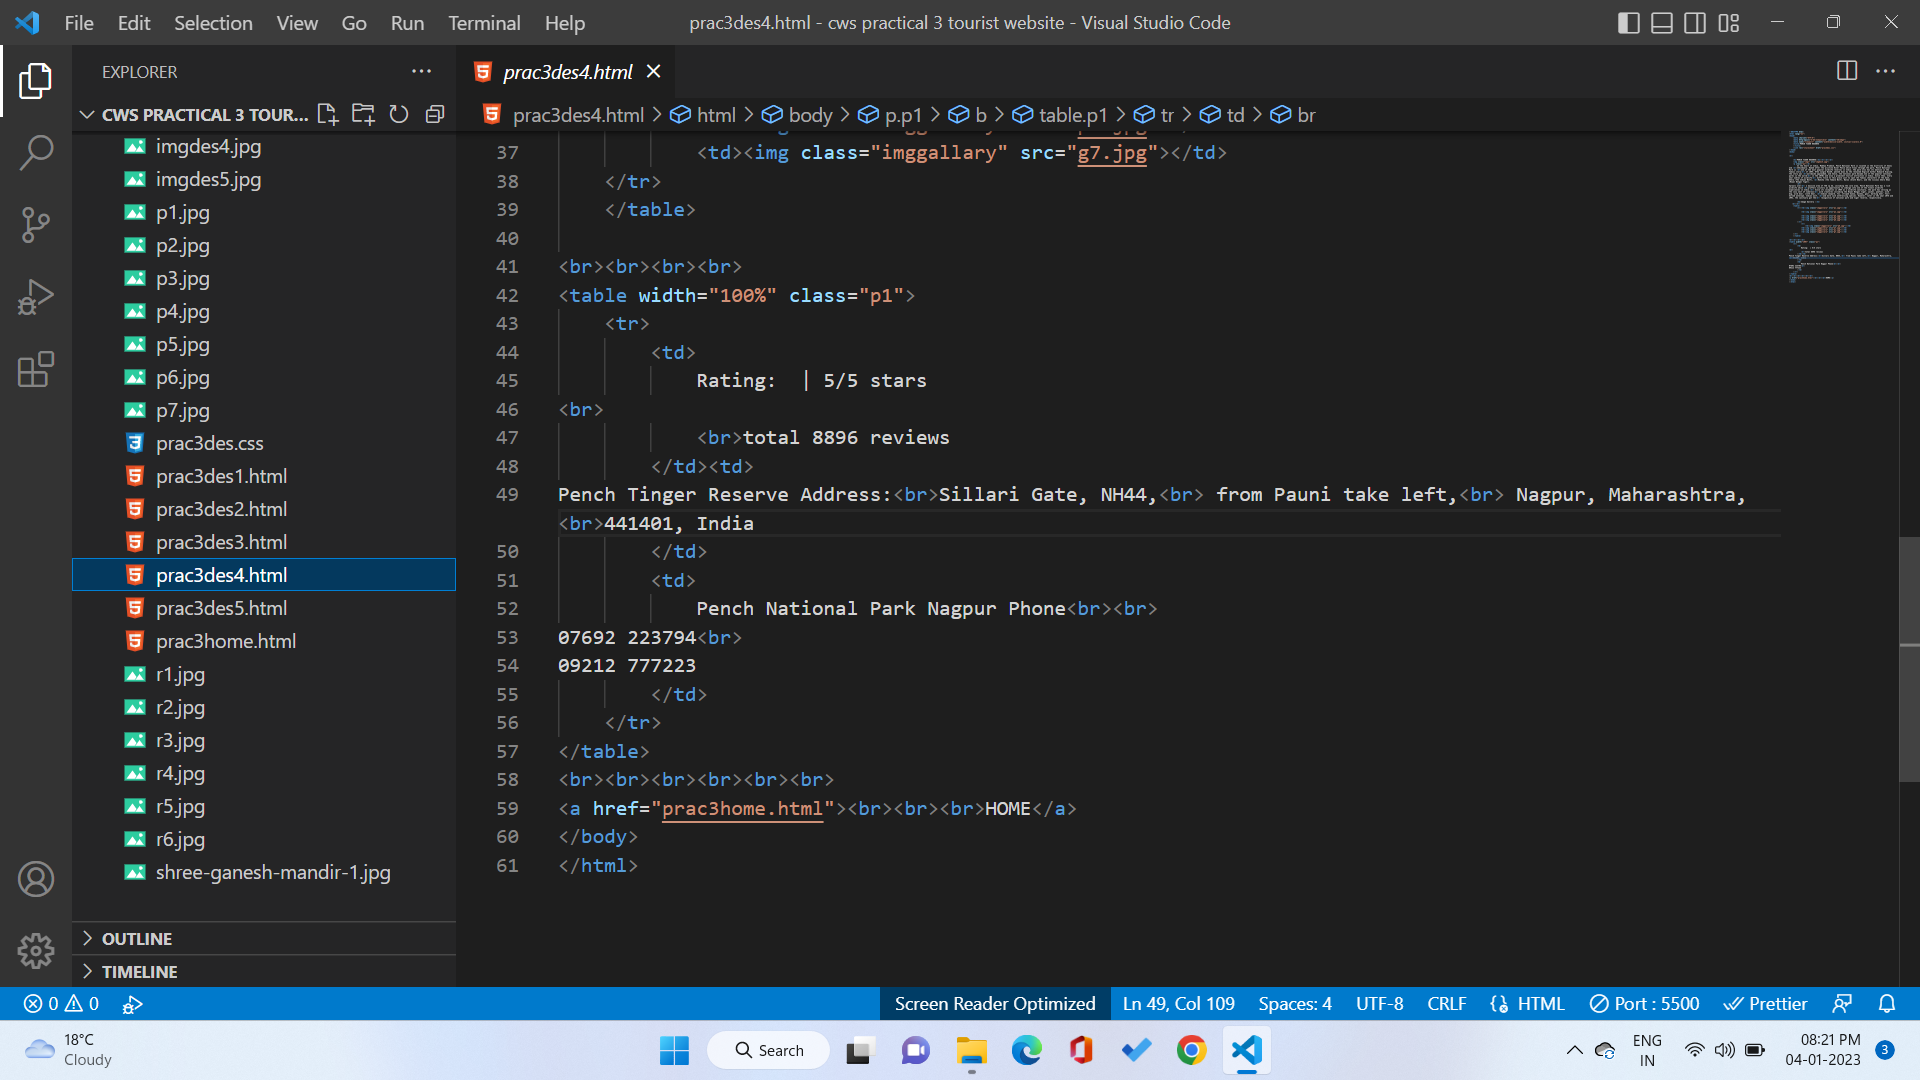 File Edit Selection View Go Run Terminal Help prac3des4.html - cws practical 3 tourist website - Visual Studio Code
EXPLORER
prac3des4.html
CWS PRACTICAL 3 TOUR...
prac3des4.html > html > body > p.p1 > b > table.p1 > tr > td > br
imgdes4.jpg
imgdes5.jpg
p1.jpg
p2.jpg
p3.jpg
p4.jpg
p5.jpg
p6.jpg
p7.jpg
prac3des.css
prac3des1.html
prac3des2.html
prac3des3.html
prac3des4.html
prac3des5.html
prac3home.html
r1.jpg
r2.jpg
r3.jpg
r4.jpg
r5.jpg
r6.jpg
shree-ganesh-mandir-1.jpg
OUTLINE
TIMELINE
37 <td><img class="imggallary" src="g7.jpg"></td>
38 </tr>
39 </table>
40
41 <br><br><br><br>
42 <table width="100%" class="p1">
43 <tr>
44 <td>
45 Rating: | 5/5 stars
46 <br>
47 <br>total 8896 reviews
48 </td><td>
49 Pench Tinger Reserve Address:<br>Sillari Gate, NH44,<br> from Pauni take left,<br> Nagpur, Maharashtra,
<br>441401, India
50 </td>
51 <td>
52 Pench National Park Nagpur Phone<br><br>
53 07692 223794<br>
54 09212 777223
55 </td>
56 </tr>
57 </table>
58 <br><br><br><br><br><br>
59 <a href="prac3home.html"><br><br><br>HOME</a>
60 </body>
61 </html>
0 0 Screen Reader Optimized Ln 49, Col 109 Spaces: 4 UTF-8 CRLF HTML Port : 5500 Prettier
18°C
Cloudy
Search
ENG
IN
08:21 PM
04-01-2023
3